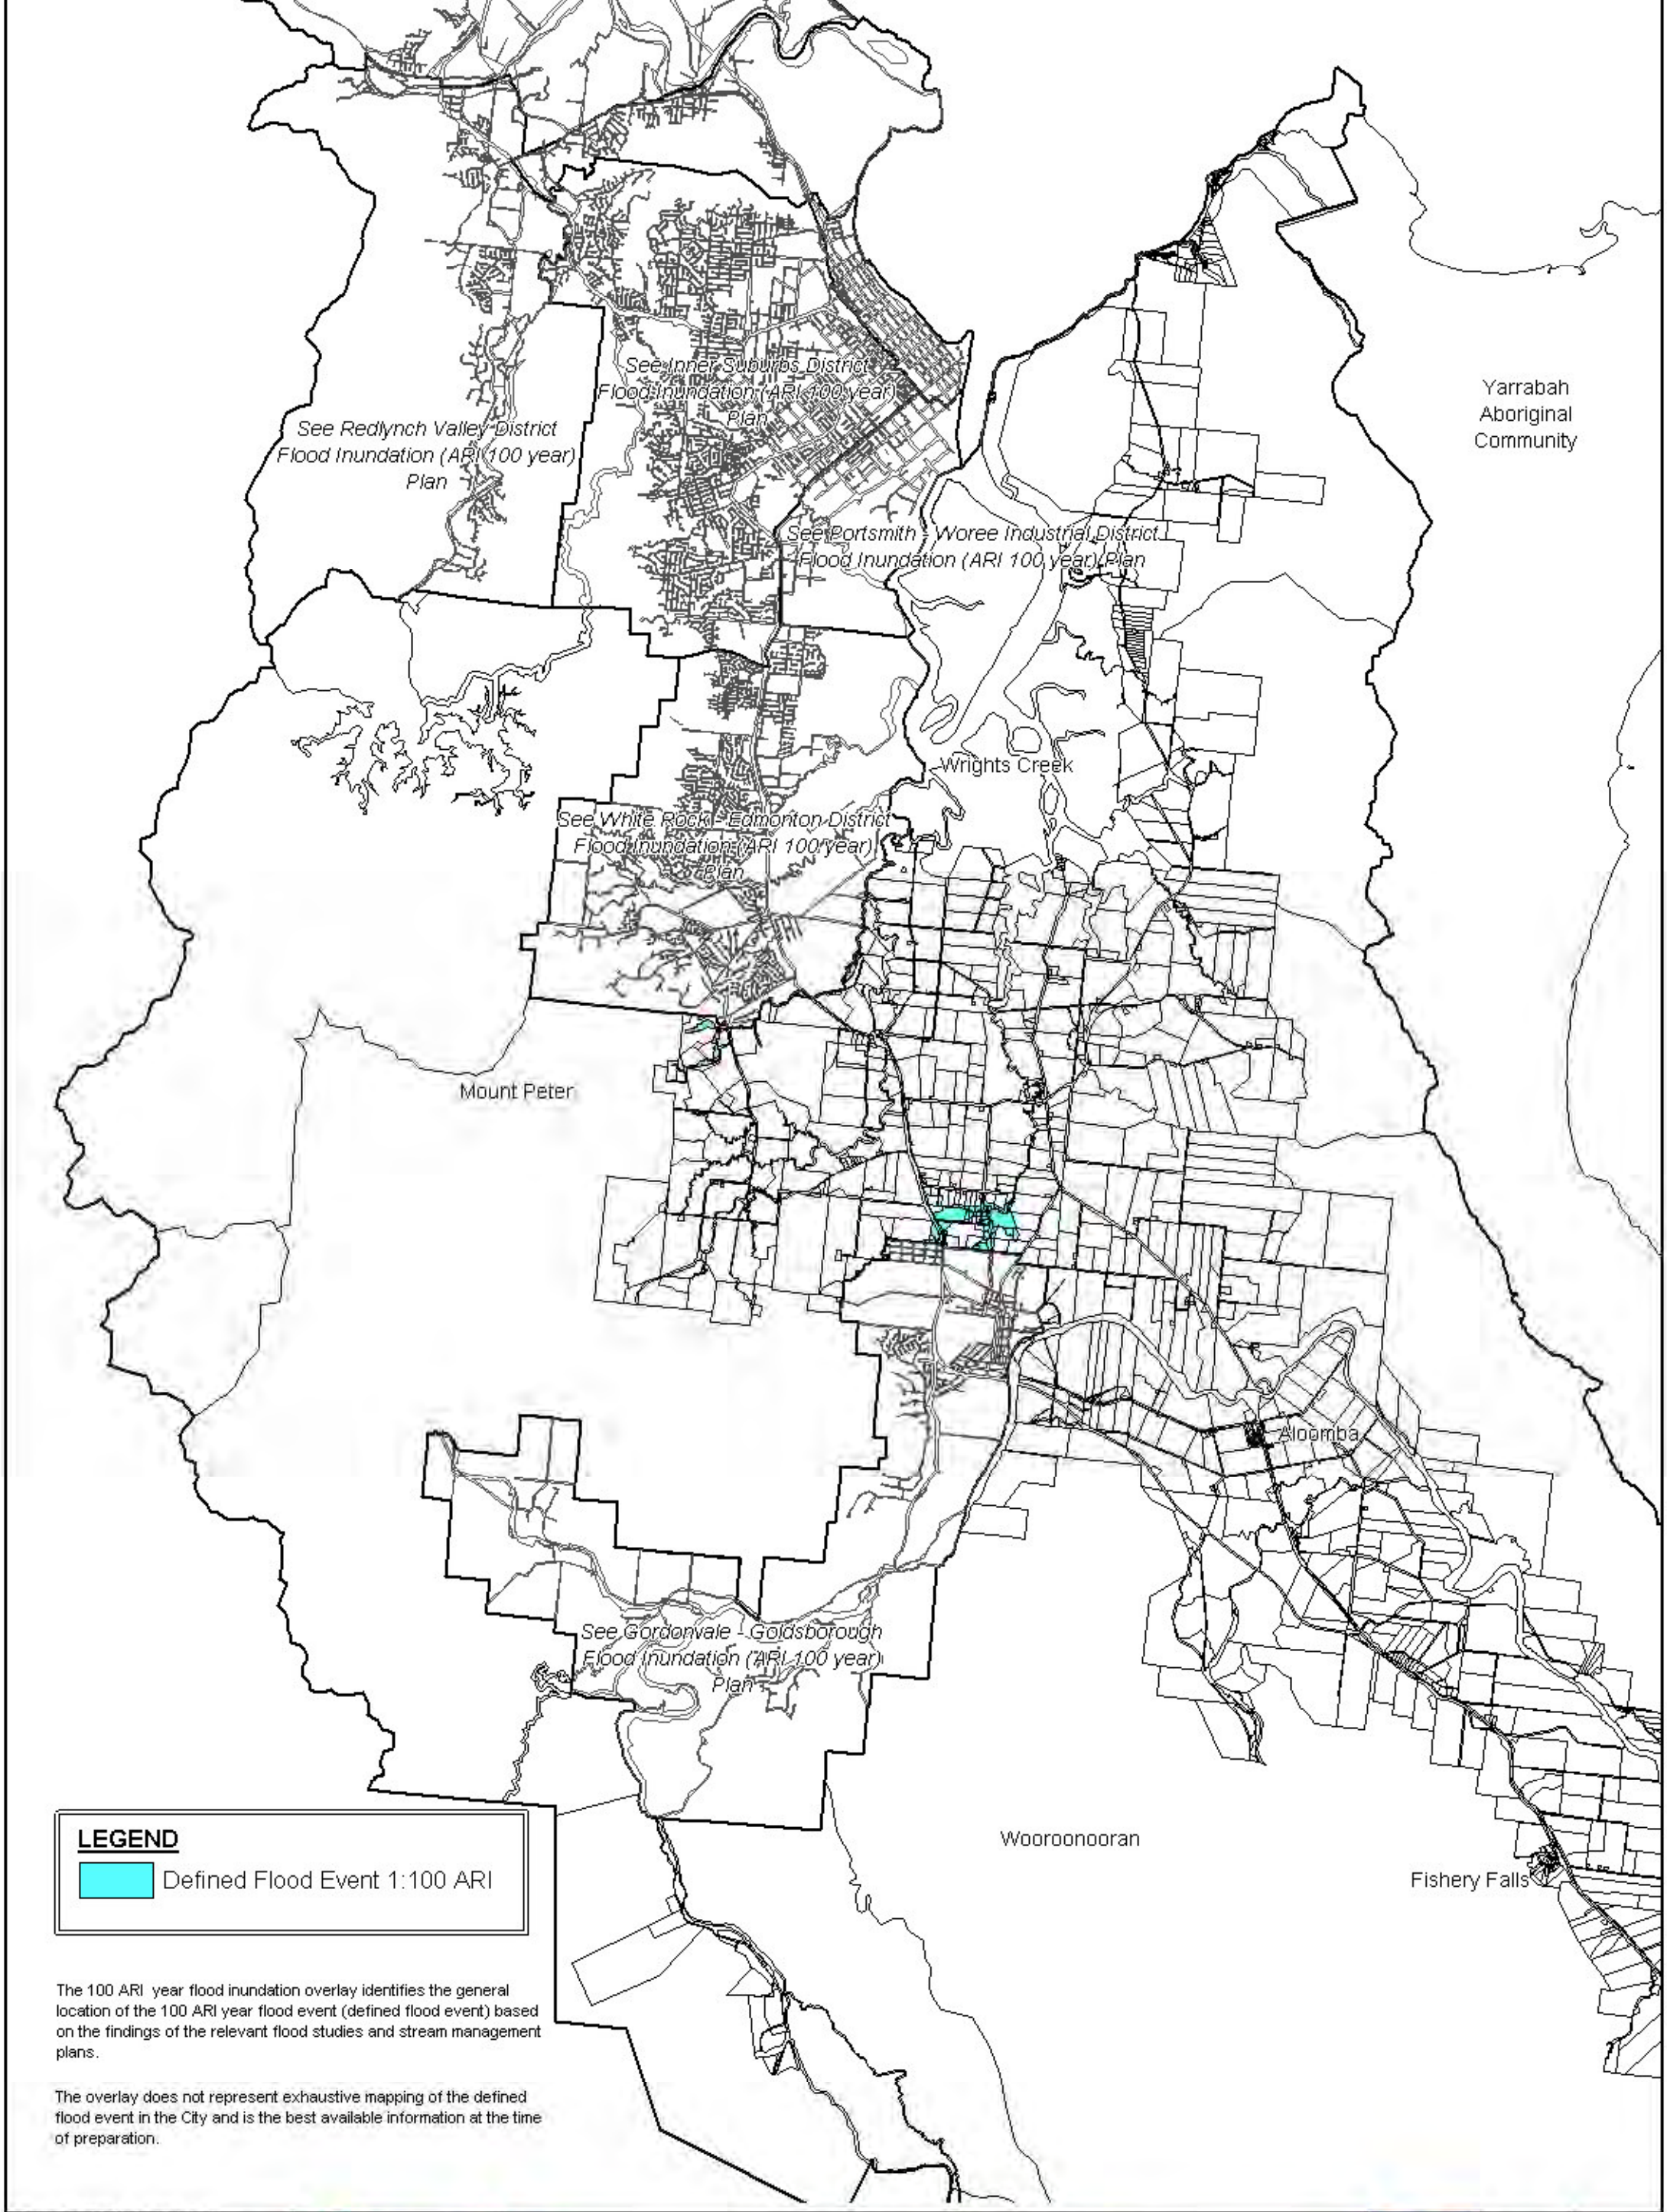 See Inner Suburbs District
Flood Inundation (ARI 100 year)
Plan
Yarrabah
Aboriginal
Community
See Redlynch Valley District
Flood Inundation (ARI 100 year)
Plan
See Portsmith - Woree Industrial District
Flood Inundation (ARI 100 year) Plan
Wrights Creek
See White Rock - Edmonton District
Flood Inundation (ARI 100 year)
Plan
Mount Peter
Aloomba
See Gordonvale - Goldsborough
Flood Inundation (ARI 100 year)
Plan
Wooroonooran
Fishery Falls
LEGEND
Defined Flood Event 1:100 ARI
The 100 ARI year flood inundation overlay identifies the general
location of the 100 ARI year flood event (defined flood event) based
on the findings of the relevant flood studies and stream management
plans.
The overlay does not represent exhaustive mapping of the defined
flood event in the City and is the best available information at the time
of preparation.